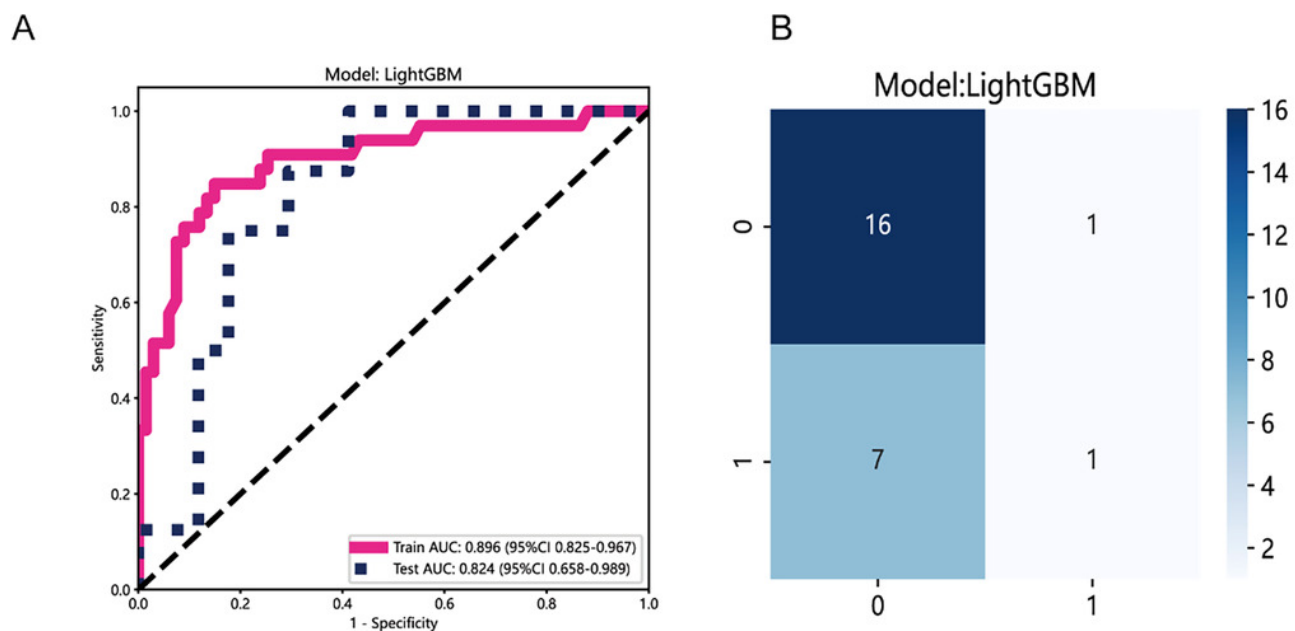 A
Model: LightGBM
1.0
0.8
0.6
0.4
0.2
0.0
Sensitivity
0.0 0.2 0.4 0.6 0.8 1.0
1 - Specificity
Train AUC: 0.896 (95%CI 0.825-0.967)
Test AUC: 0.824 (95%CI 0.658-0.989)
B
Model:LightGBM
0
16 1
1
7 1
0 1
16
14
12
10
8
6
4
2